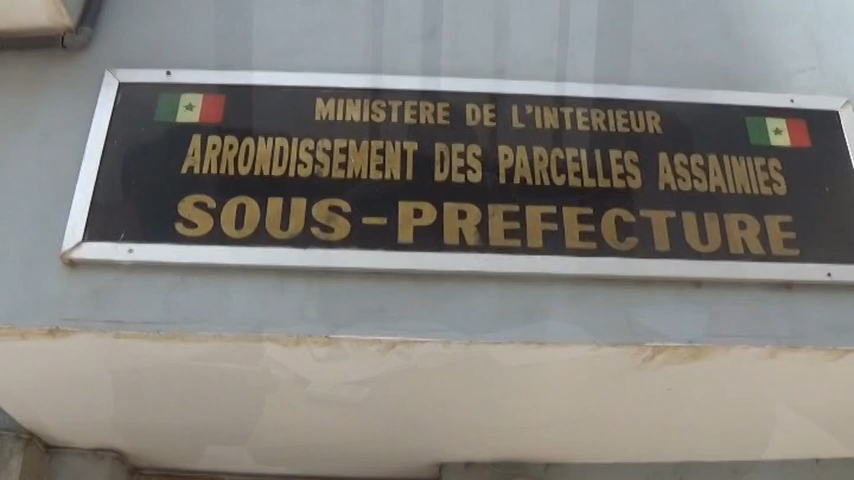 MINISTERE DE L'INTERIEUR
ARRONDISSEMENT DES PARCELLES ASSAINIES
SOUS-PREFECTURE